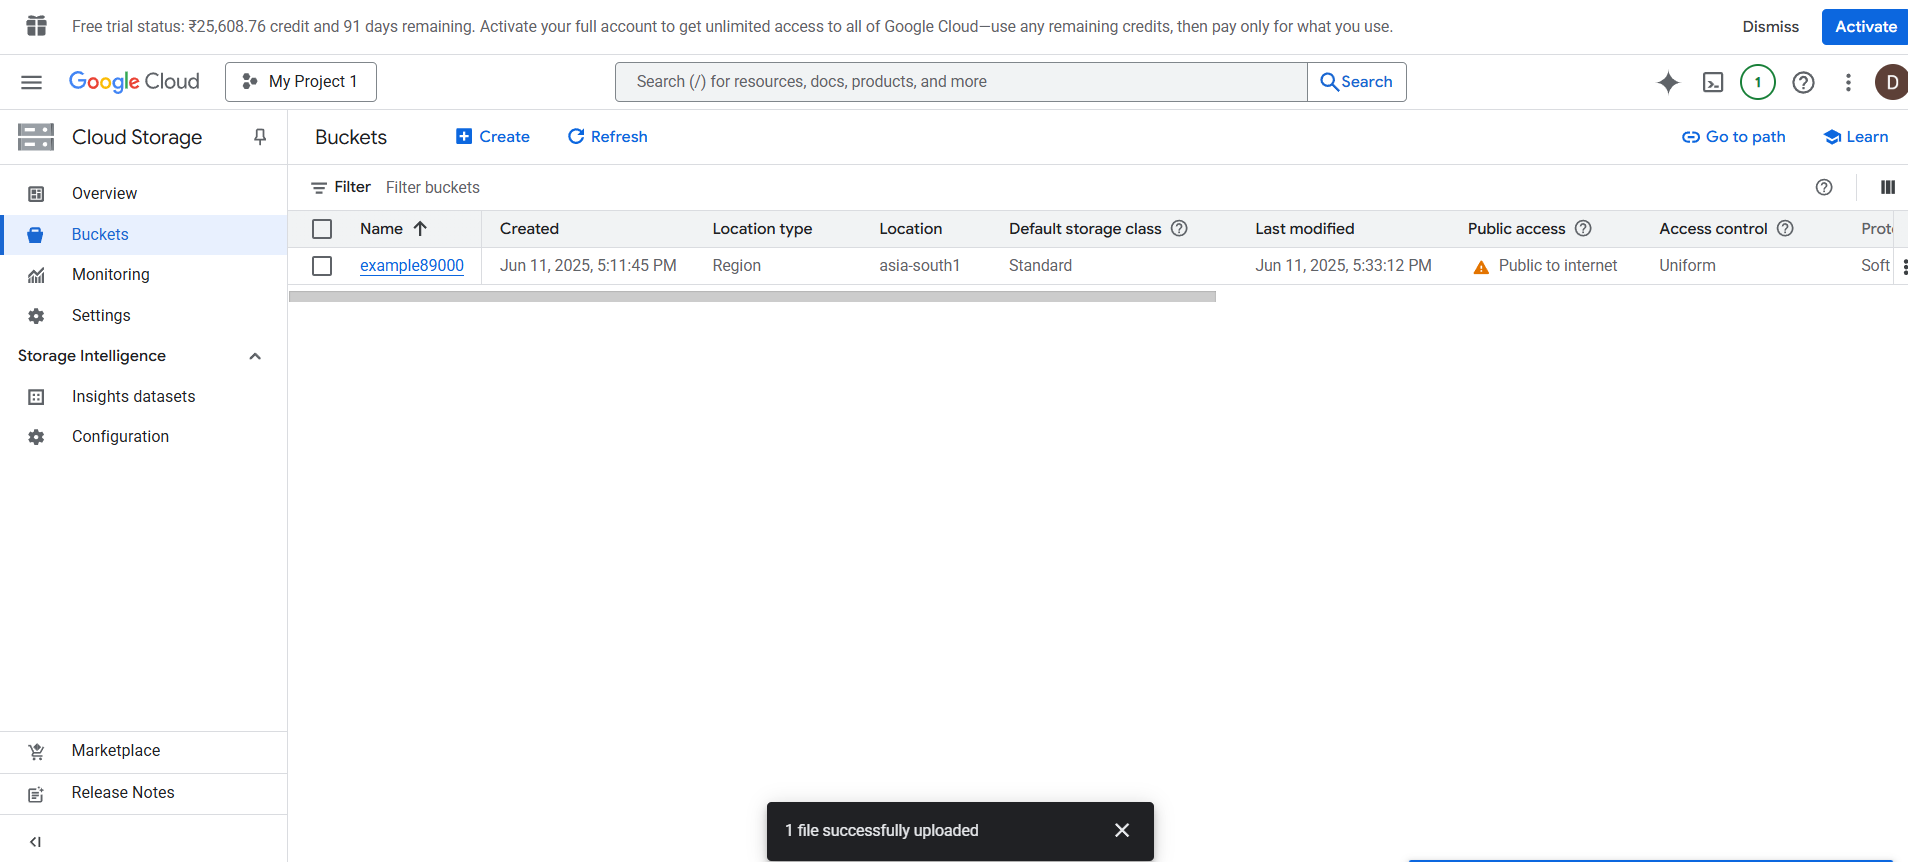 Free trial status: ₹25,608.76 credit and 91 days remaining. Activate your full account to get unlimited access to all of Google Cloud—use any remaining credits, then pay only for what you use.
Dismiss
Activate
Google Cloud
My Project 1
Search (/) for resources, docs, products, and more
Search
1
D
Cloud Storage
Buckets
Create
Refresh
Go to path
Learn
Overview
Buckets
Monitoring
Settings
Storage Intelligence
Insights datasets
Configuration
Filter Filter buckets
Name Created Location type Location Default storage class Last modified Public access Access control Prot
example89000 Jun 11, 2025, 5:11:45 PM Region asia-south1 Standard Jun 11, 2025, 5:33:12 PM Public to internet Uniform Soft
Marketplace
Release Notes
1 file successfully uploaded